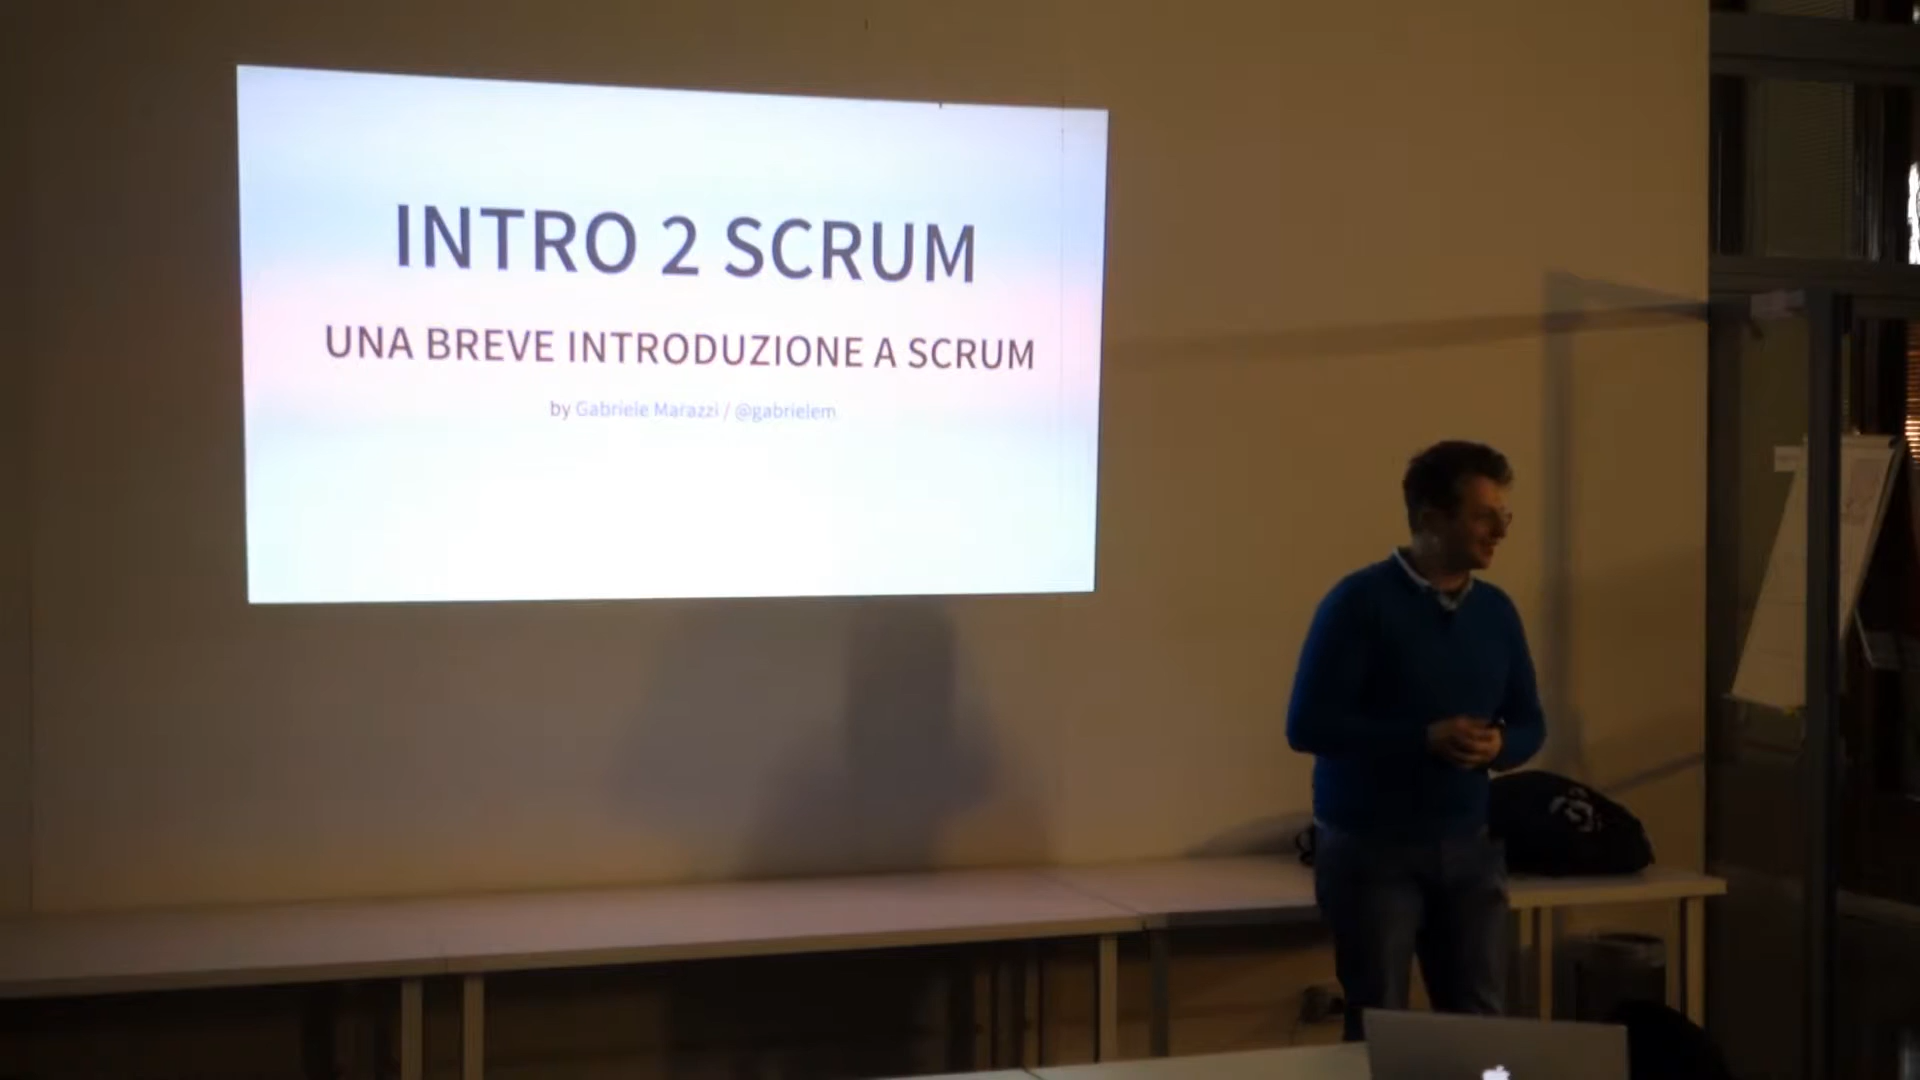 INTRO 2 SCRUM
UNA BREVE INTRODUZIONE A SCRUM
by Gabriele Marazzi / @gabrielem